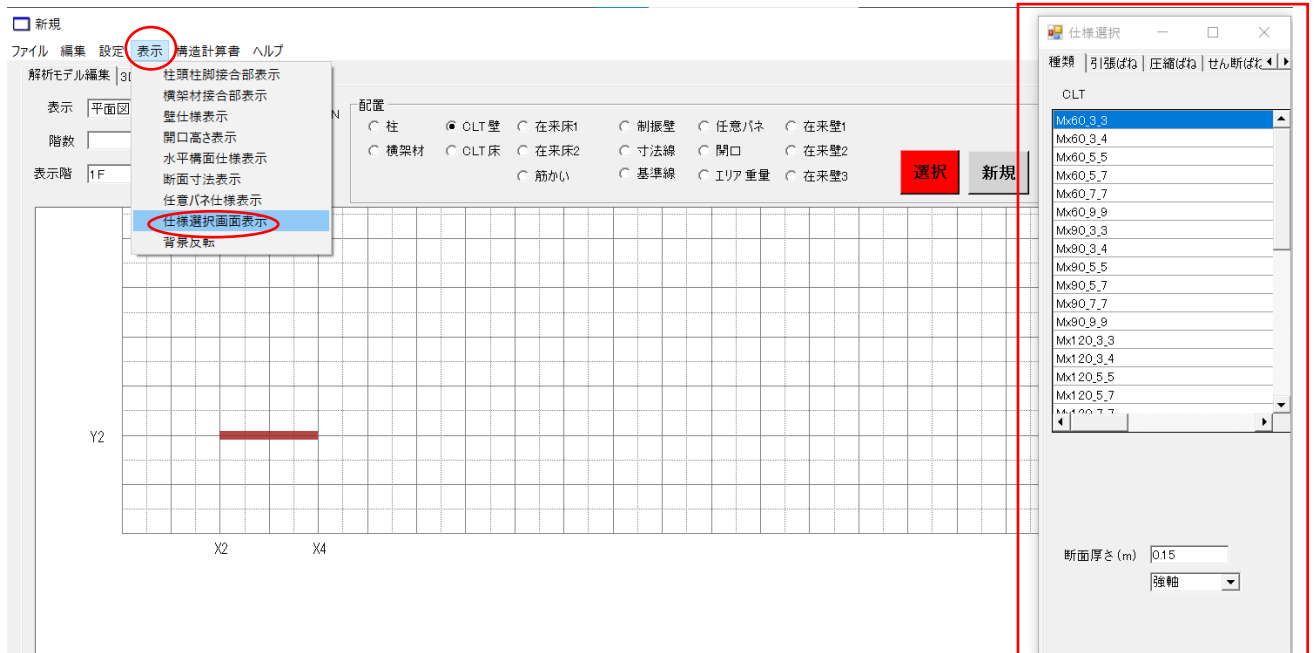 新規
ファイル 編集 設定 表示 構造計算書 ヘルプ
解析モデル編集 3D
柱頭柱脚接合部表示
横架材接合部表示
壁仕様表示
開口高さ表示
水平構面仕様表示
断面寸法表示
任意バネ仕様表示
仕様選択画面表示
背景反転
表示 平面図
階数
表示階 1F
N
配置
柱 CLT壁 在来床1 制振壁 任意バネ 在来壁1
横架材 CLT床 在来床2 寸法線 開口 在来壁2
筋かい 基準線 エリア重量 在来壁3
選択 新規
Y2
X2 X4
仕様選択
種類 引張ばね 圧縮ばね せん断ばね
CLT
Mx60_3_3
Mx60_3_4
Mx60_5_5
Mx60_5_7
Mx60_7_7
Mx60_9_9
Mx90_3_3
Mx90_3_4
Mx90_5_5
Mx90_5_7
Mx90_7_7
Mx90_9_9
Mx120_3_3
Mx120_3_4
Mx120_5_5
Mx120_5_7
Mx120_7_7
断面厚さ(m) 0.15
強軸